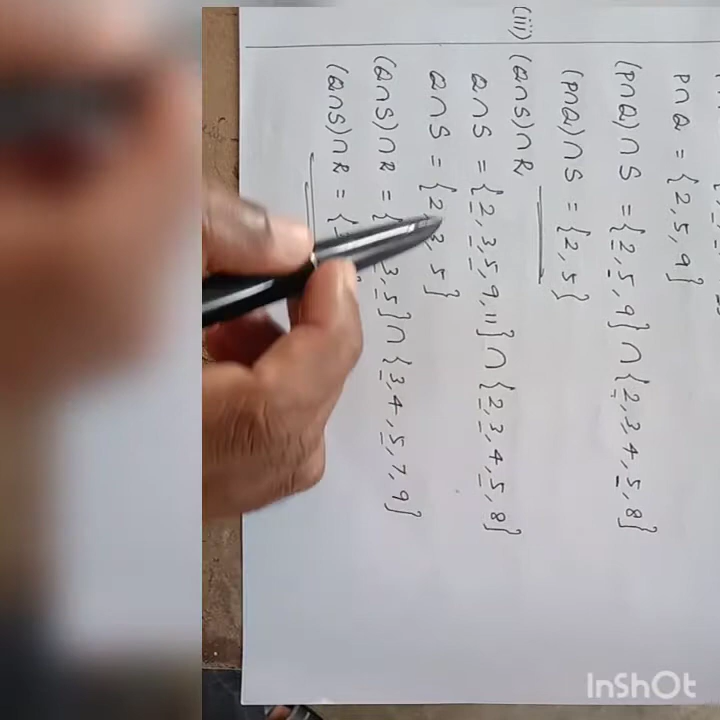 P∩Q = {2, 5, 9}
(P∩Q)∩S = {2, 5, 9} ∩ {2, 3, 4, 5, 8}
(P∩Q)∩S = {2, 5}
(iii) (Q∩S)∩R
Q∩S = {2, 3, 5, 9, 11} ∩ {2, 3, 4, 5, 8}
Q∩S = {2, 3, 5}
(Q∩S)∩R = { 3, 5} ∩ {3, 4, 5, 7, 9}
(Q∩S)∩R = {
InShOt